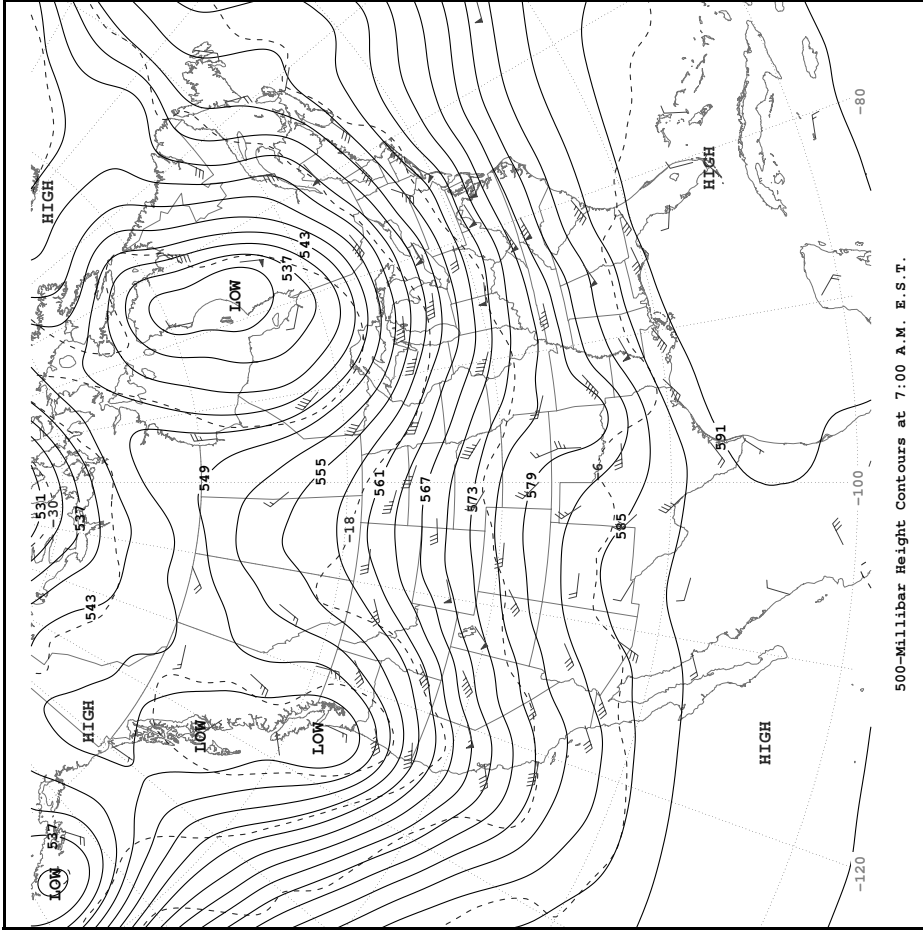 HIGH
531
-30
537
543
HIGH
LOW
537
LOW
549
LOW
537
543
555
LOW
-18
561
567
573
579
-6
585
591
HIGH
HIGH
-80
-100
-120
500-Millibar Height Contours at 7:00 A.M. E.S.T.